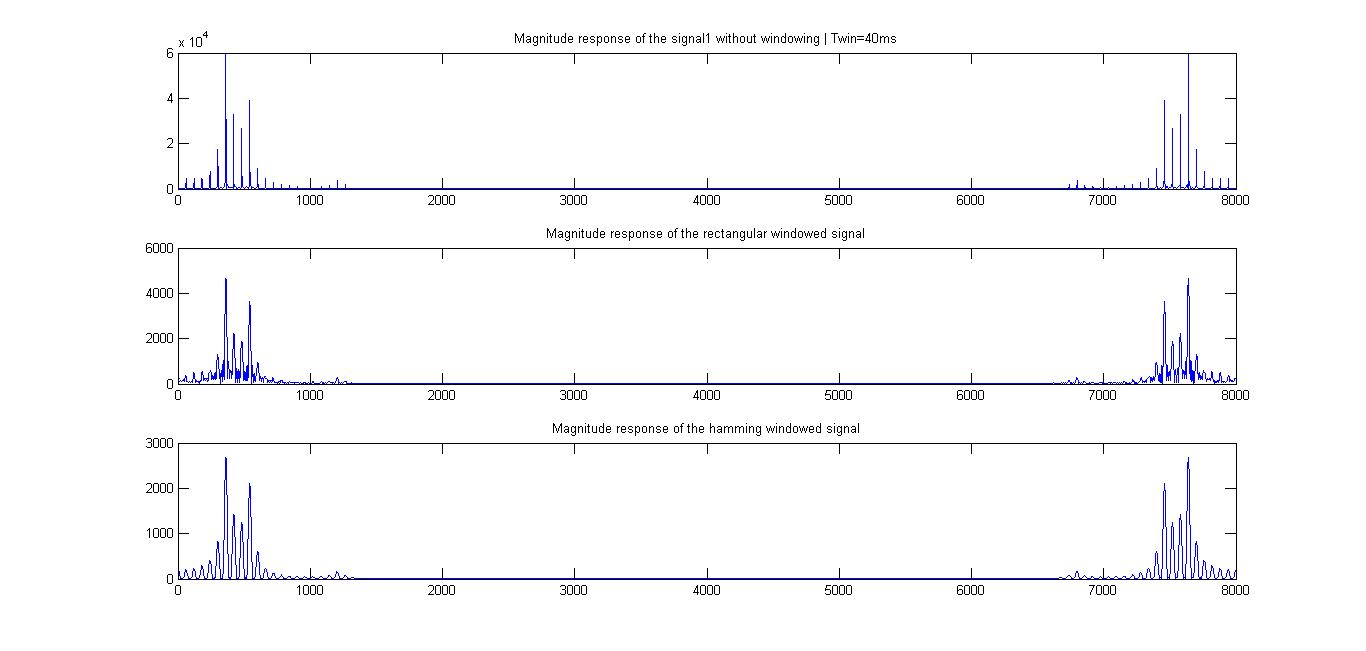 x 10^4
Magnitude response of the signal1 without windowing | Twin=40ms
6
4
2
0
0 1000 2000 3000 4000 5000 6000 7000 8000
Magnitude response of the rectangular windowed signal
6000
4000
2000
0
0 1000 2000 3000 4000 5000 6000 7000 8000
Magnitude response of the hamming windowed signal
3000
2000
1000
0
0 1000 2000 3000 4000 5000 6000 7000 8000